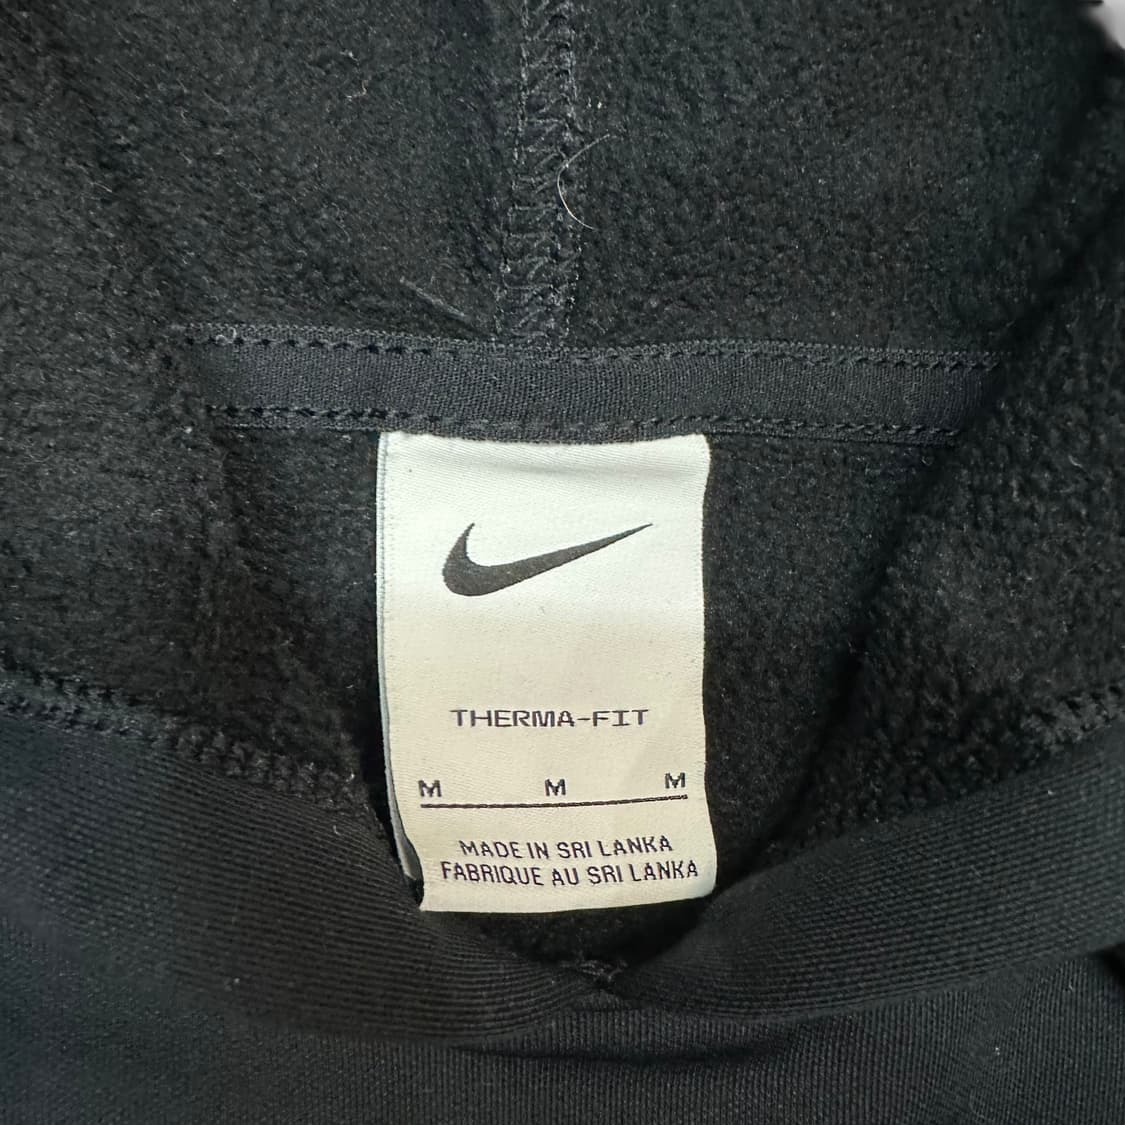 THERMA-FIT
M M M
MADE IN SRI LANKA
FABRIQUE AU SRI LANKA